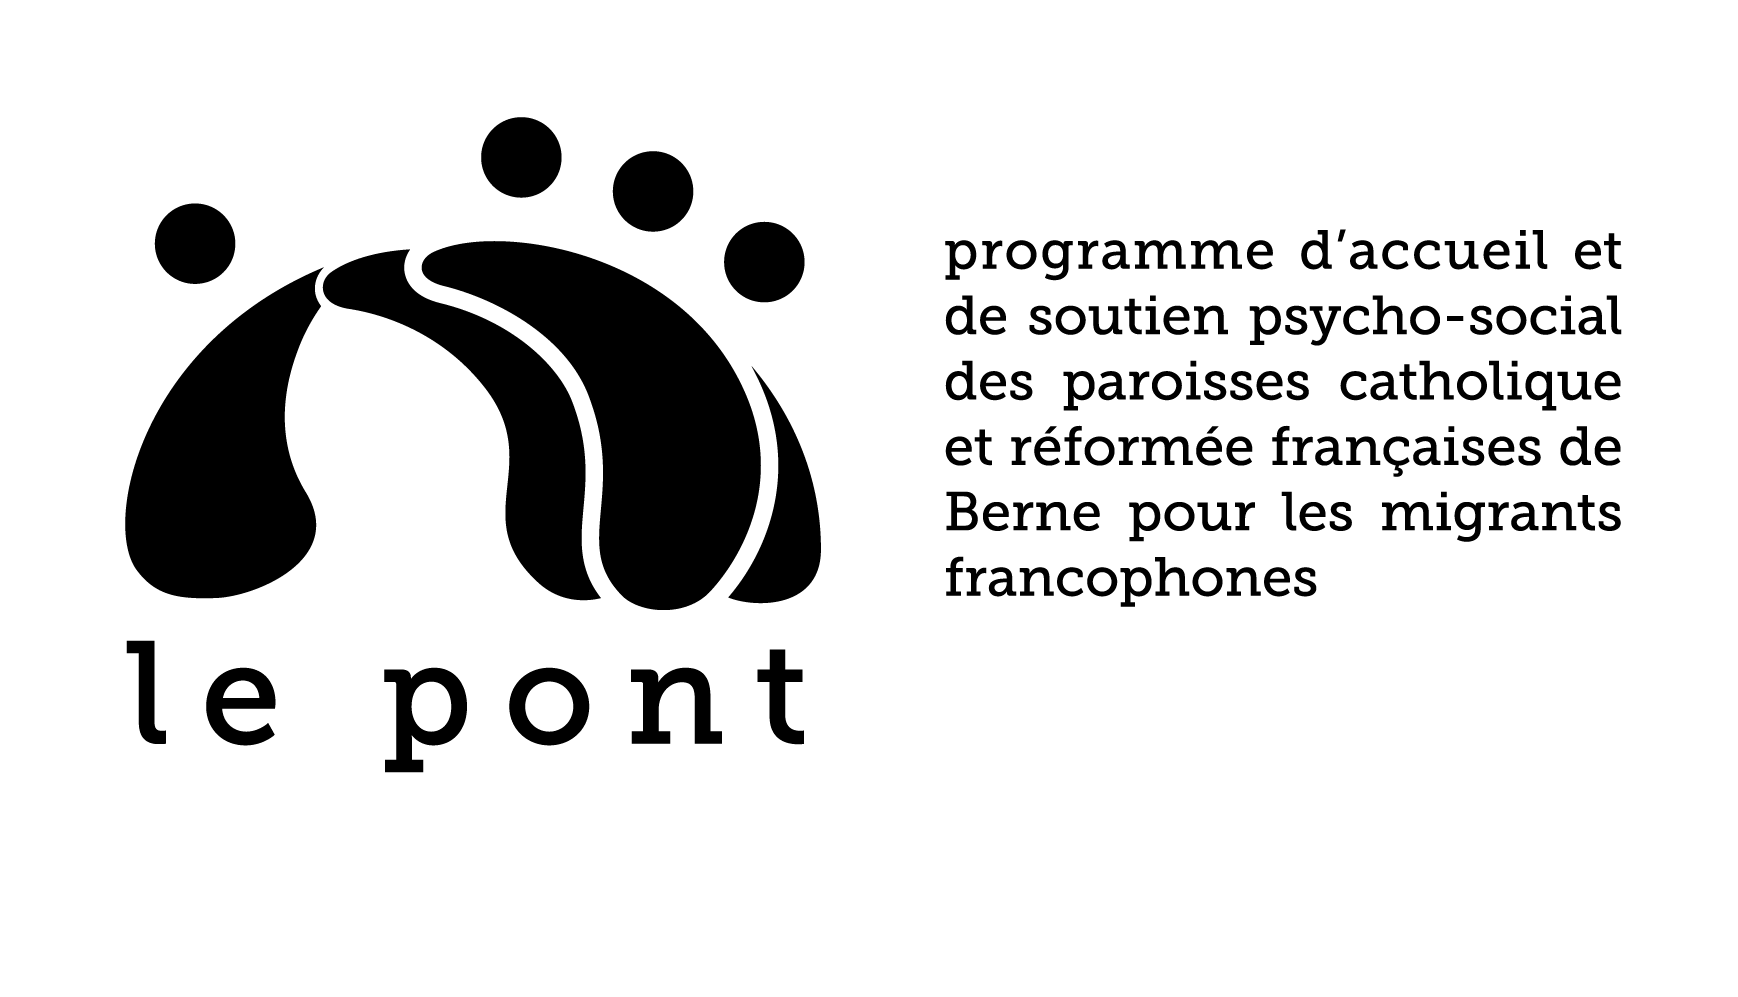 le pont
programme d’accueil et
de soutien psycho-social
des paroisses catholique
et réformée françaises de
Berne pour les migrants
francophones